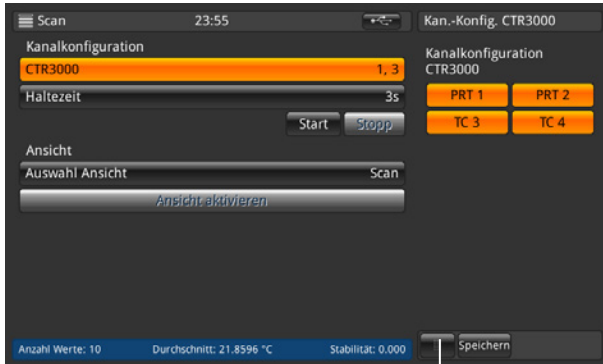 Scan 23:55
Kanalkonfiguration
CTR3000 1, 3
Haltezeit 3s
Start Stopp
Ansicht
Auswahl Ansicht Scan
Ansicht aktivieren
Anzahl Werte: 10 Durchschnitt: 21.8596 °C Stabilität: 0.000
Kan.-Konfig. CTR3000
Kanalkonfiguration
CTR3000
PRT 1 PRT 2
TC 3 TC 4
Speichern